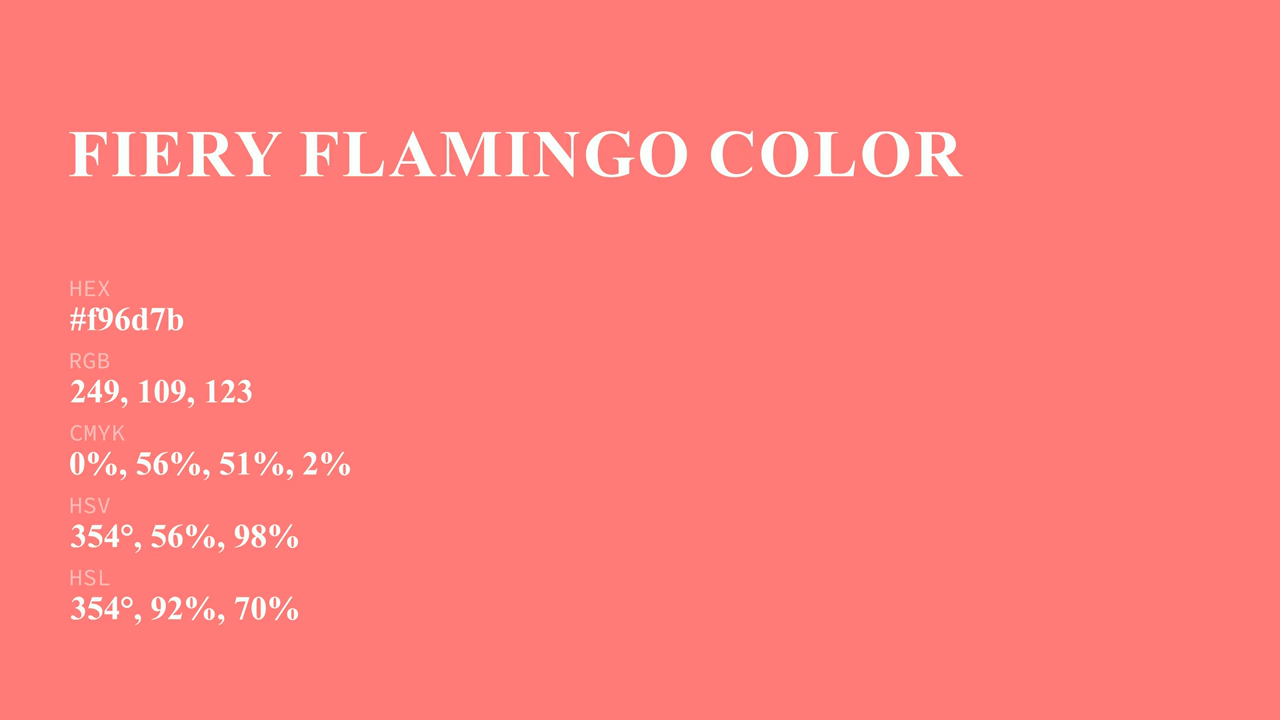 FIERY FLAMINGO COLOR
HEX
#f96d7b
RGB
249, 109, 123
CMYK
0%, 56%, 51%, 2%
HSV
354°, 56%, 98%
HSL
354°, 92%, 70%